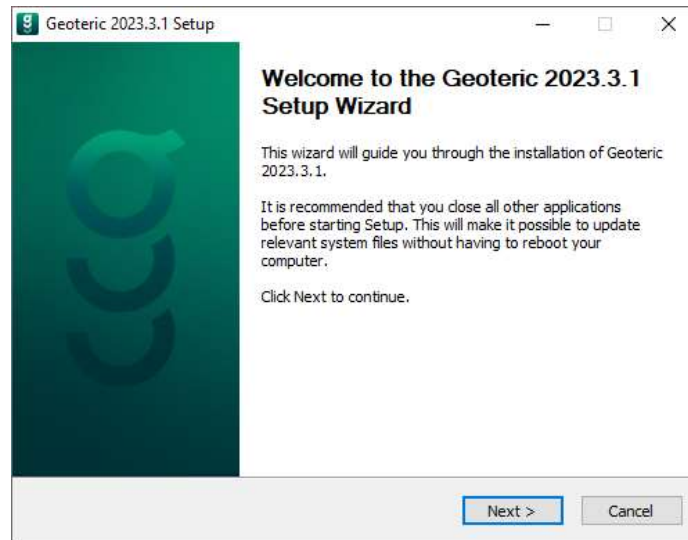 Geoteric 2023.3.1 Setup
Welcome to the Geoteric 2023.3.1
Setup Wizard
This wizard will guide you through the installation of Geoteric
2023.3.1.
It is recommended that you close all other applications
before starting Setup. This will make it possible to update
relevant system files without having to reboot your
computer.
Click Next to continue.
Next >
Cancel